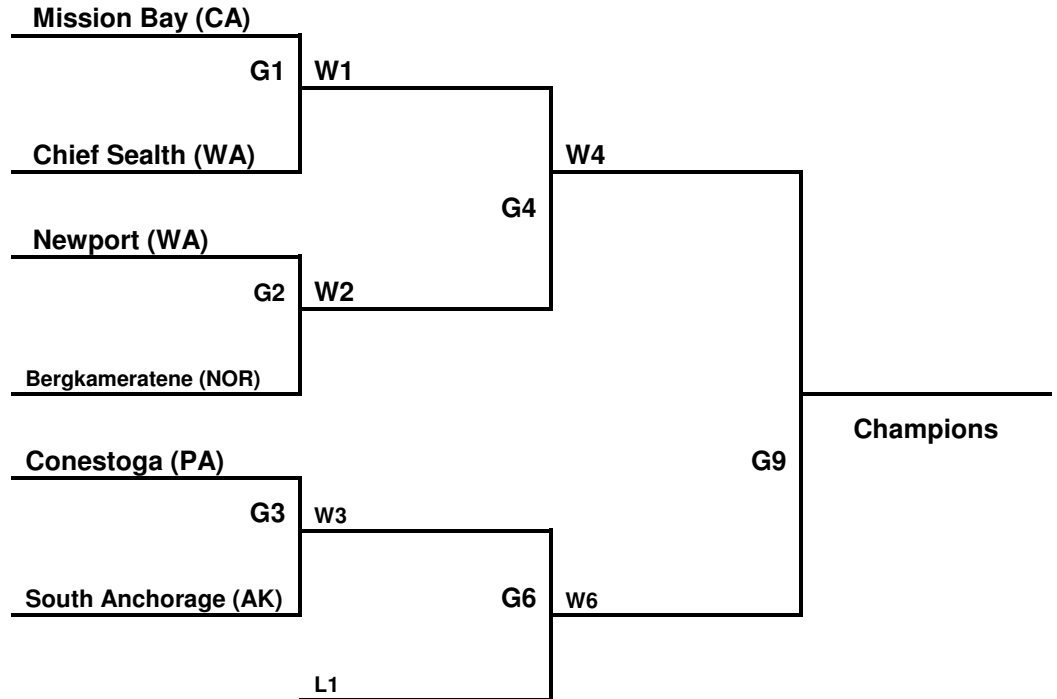 Mission Bay (CA)
G1
W1
Chief Sealth (WA)
W4
G4
Newport (WA)
G2
W2
Bergkameratene (NOR)
Champions
Conestoga (PA)
G9
G3
W3
South Anchorage (AK)
G6
W6
L1